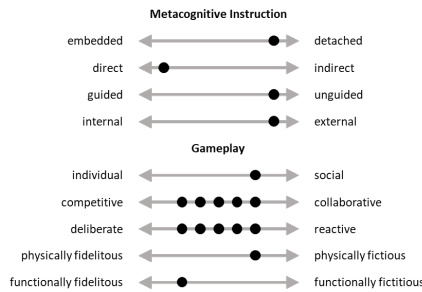 Metacognitive Instruction
embedded detached
direct indirect
guided unguided
internal external
Gameplay
individual social
competitive collaborative
deliberate reactive
physically fidelitous physically fictious
functionally fidelitous functionally fictitious